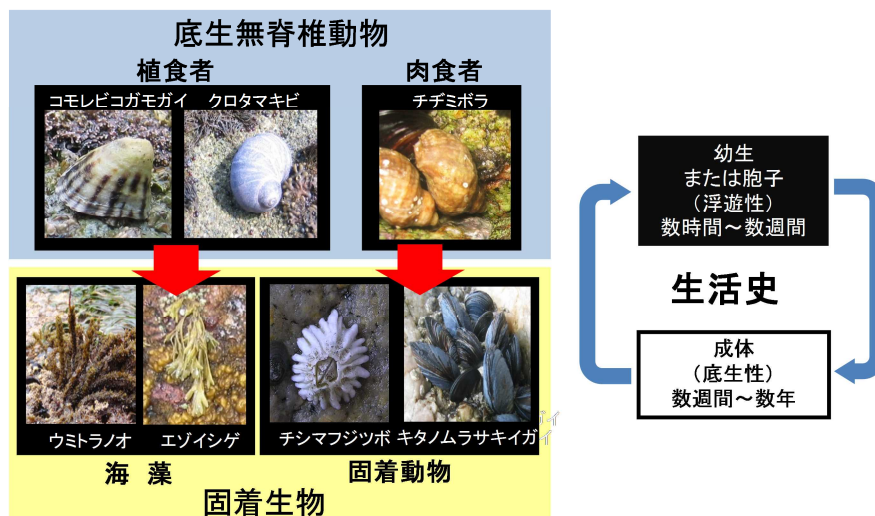 底生無脊椎動物
植食者
肉食者
コモレビコガモガイ
クロタマキビ
チヂミボラ
ウミトラノオ
エゾイシゲ
チシマフジツボ
キタノムラサキイガイ
海 藻
固着動物
固着生物
幼生
または胞子
(浮遊性)
数時間～数週間
生活史
成体
(底生性)
数週間～数年